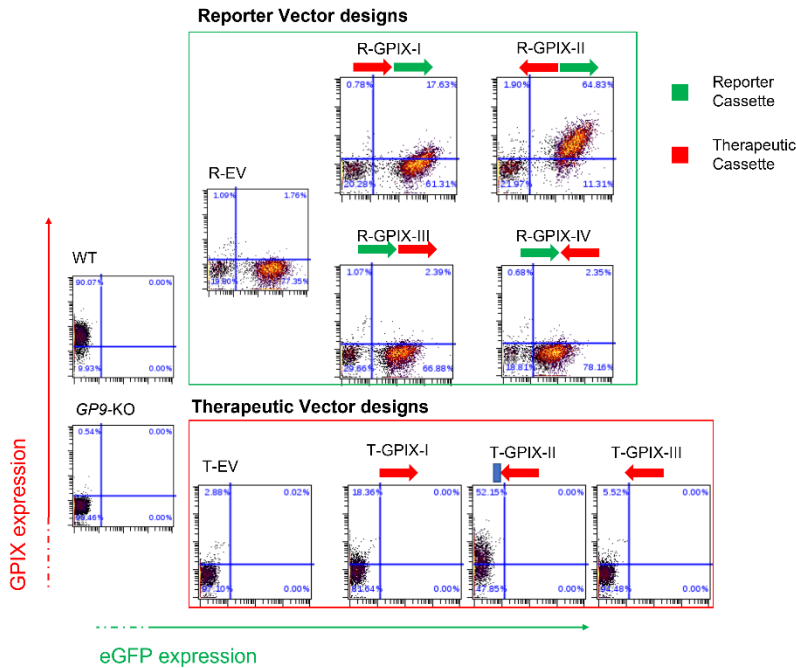 Reporter Vector designs
R-GPIX-I
R-GPIX-II
0.78%
17.63%
20.28%
61.31%
1.90%
64.83%
21.97%
11.31%
Reporter
Cassette
Therapeutic
Cassette
R-EV
1.09%
1.76%
19.80%
77.35%
R-GPIX-III
R-GPIX-IV
1.07%
2.39%
29.66%
66.88%
0.68%
2.35%
18.81%
78.16%
WT
90.07%
0.00%
9.93%
0.00%
GP9-KO
0.54%
0.00%
99.46%
0.00%
Therapeutic Vector designs
T-EV
T-GPIX-I
T-GPIX-II
T-GPIX-III
2.88%
0.02%
97.10%
0.00%
18.36%
0.00%
81.64%
0.00%
52.15%
0.00%
47.85%
0.00%
5.52%
0.00%
94.48%
0.00%
GPIX expression
eGFP expression